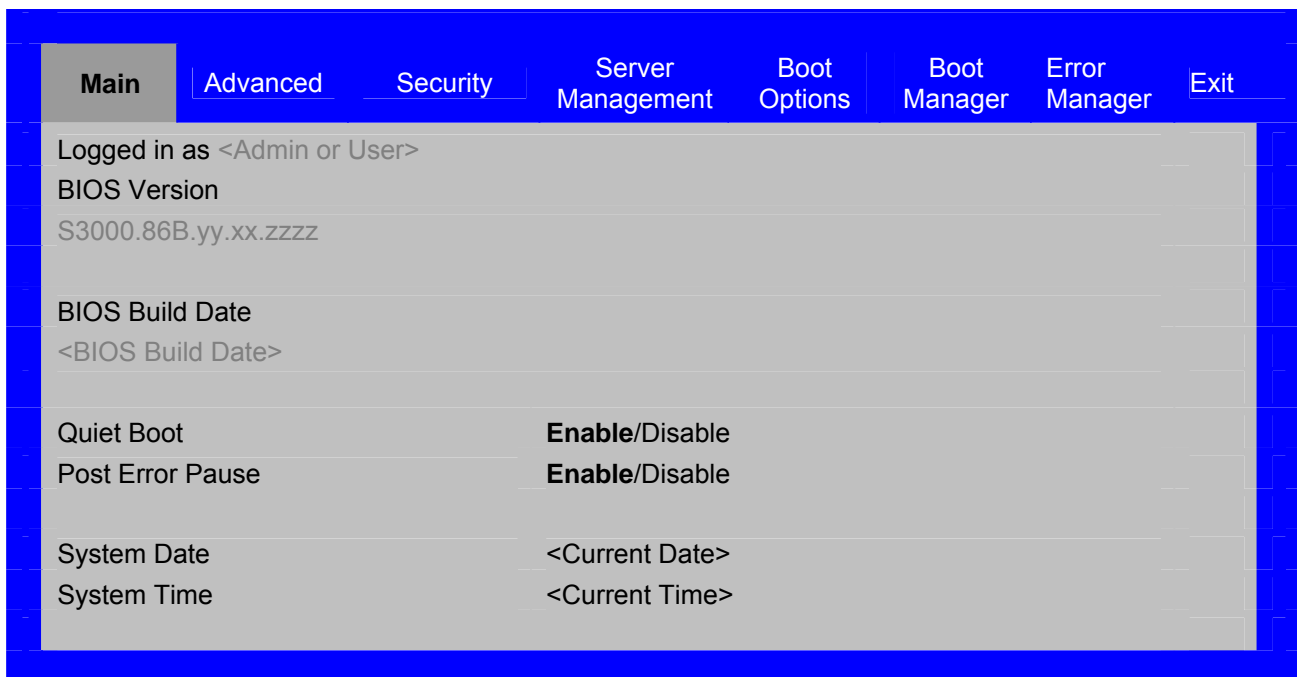 Main Advanced Security Server Management Boot Options Boot Manager Error Manager Exit
Logged in as <Admin or User>
BIOS Version
S3000.86B.yy.xx.zzzz
BIOS Build Date
<BIOS Build Date>
Quiet Boot Enable/Disable
Post Error Pause Enable/Disable
System Date <Current Date>
System Time <Current Time>